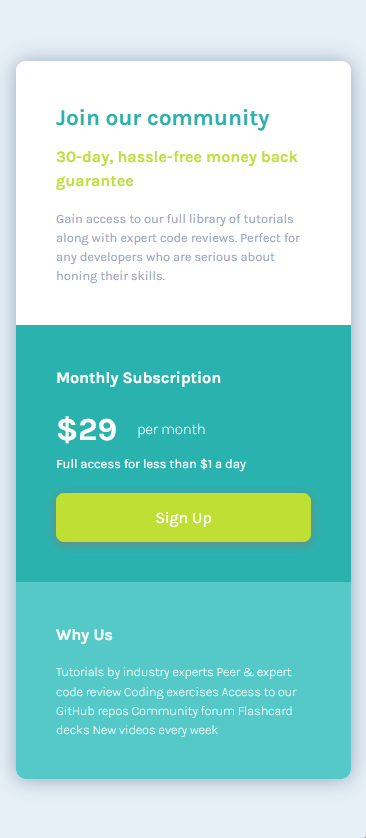 Join our community
30-day, hassle-free money back
guarantee
Gain access to our full library of tutorials
along with expert code reviews. Perfect for
any developers who are serious about
honing their skills.
Monthly Subscription
$29 per month
Full access for less than $1 a day
Sign Up
Why Us
Tutorials by industry experts Peer & expert
code review Coding exercises Access to our
GitHub repos Community forum Flashcard
decks New videos every week